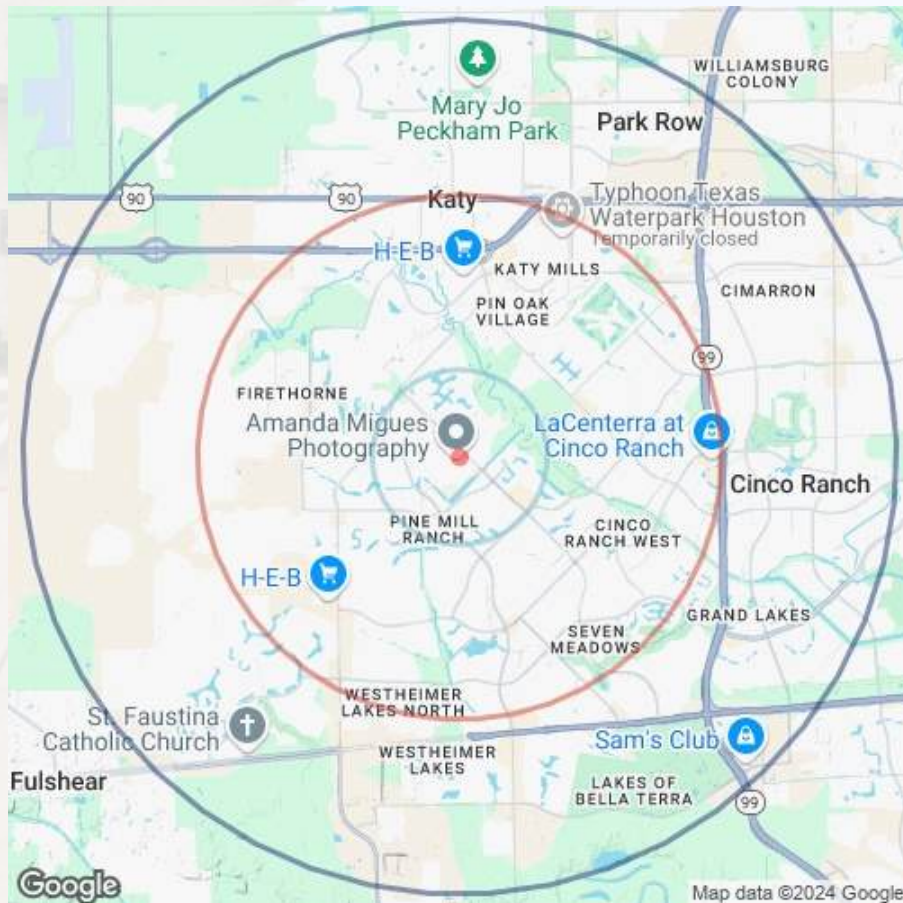 WILLIAMSBURG
COLONY
Mary Jo
Peckham Park
Park Row
90
90
90
Katy
Typhoon Texas
Waterpark Houston
Temporarily closed
H-E-B
KATY MILLS
CIMARRON
PIN OAK
VILLAGE
99
FIRETHORNE
Amanda Migues
Photography
LaCenterra at
Cinco Ranch
Cinco Ranch
PINE MILL
RANCH
CINCO
RANCH WEST
H-E-B
GRAND LAKES
SEVEN
MEADOWS
WESTHEIMER
LAKES NORTH
St. Faustina
Catholic Church
Sam's Club
WESTHEIMER
LAKES
Fulshear
LAKES OF
BELLA TERRA
99
Google
Map data ©2024 Google